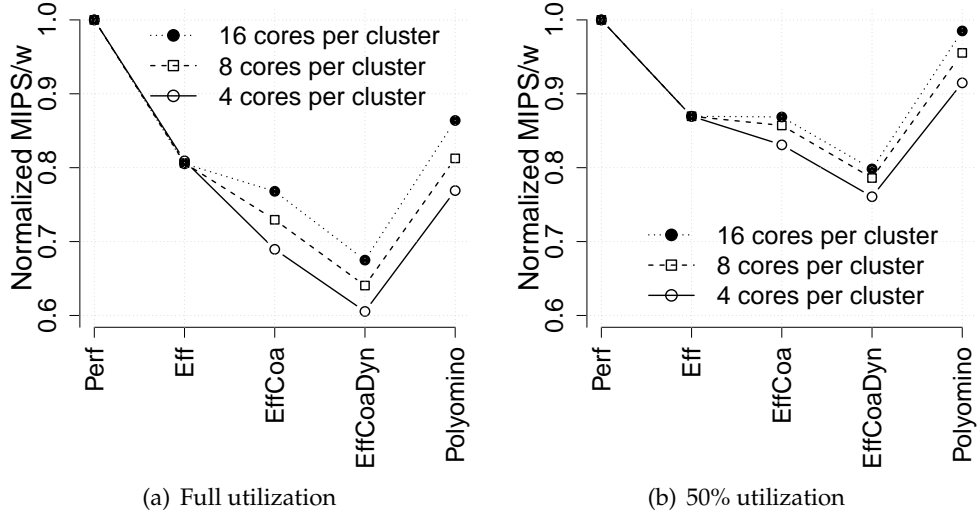 Normalized MIPS/w
1.0
0.9
0.8
0.7
0.6
16 cores per cluster
8 cores per cluster
4 cores per cluster
Perf
Eff
EffCoa
EffCoaDyn
Polyomino
(a) Full utilization
Normalized MIPS/w
1.0
0.9
0.8
0.7
0.6
16 cores per cluster
8 cores per cluster
4 cores per cluster
Perf
Eff
EffCoa
EffCoaDyn
Polyomino
(b) 50% utilization